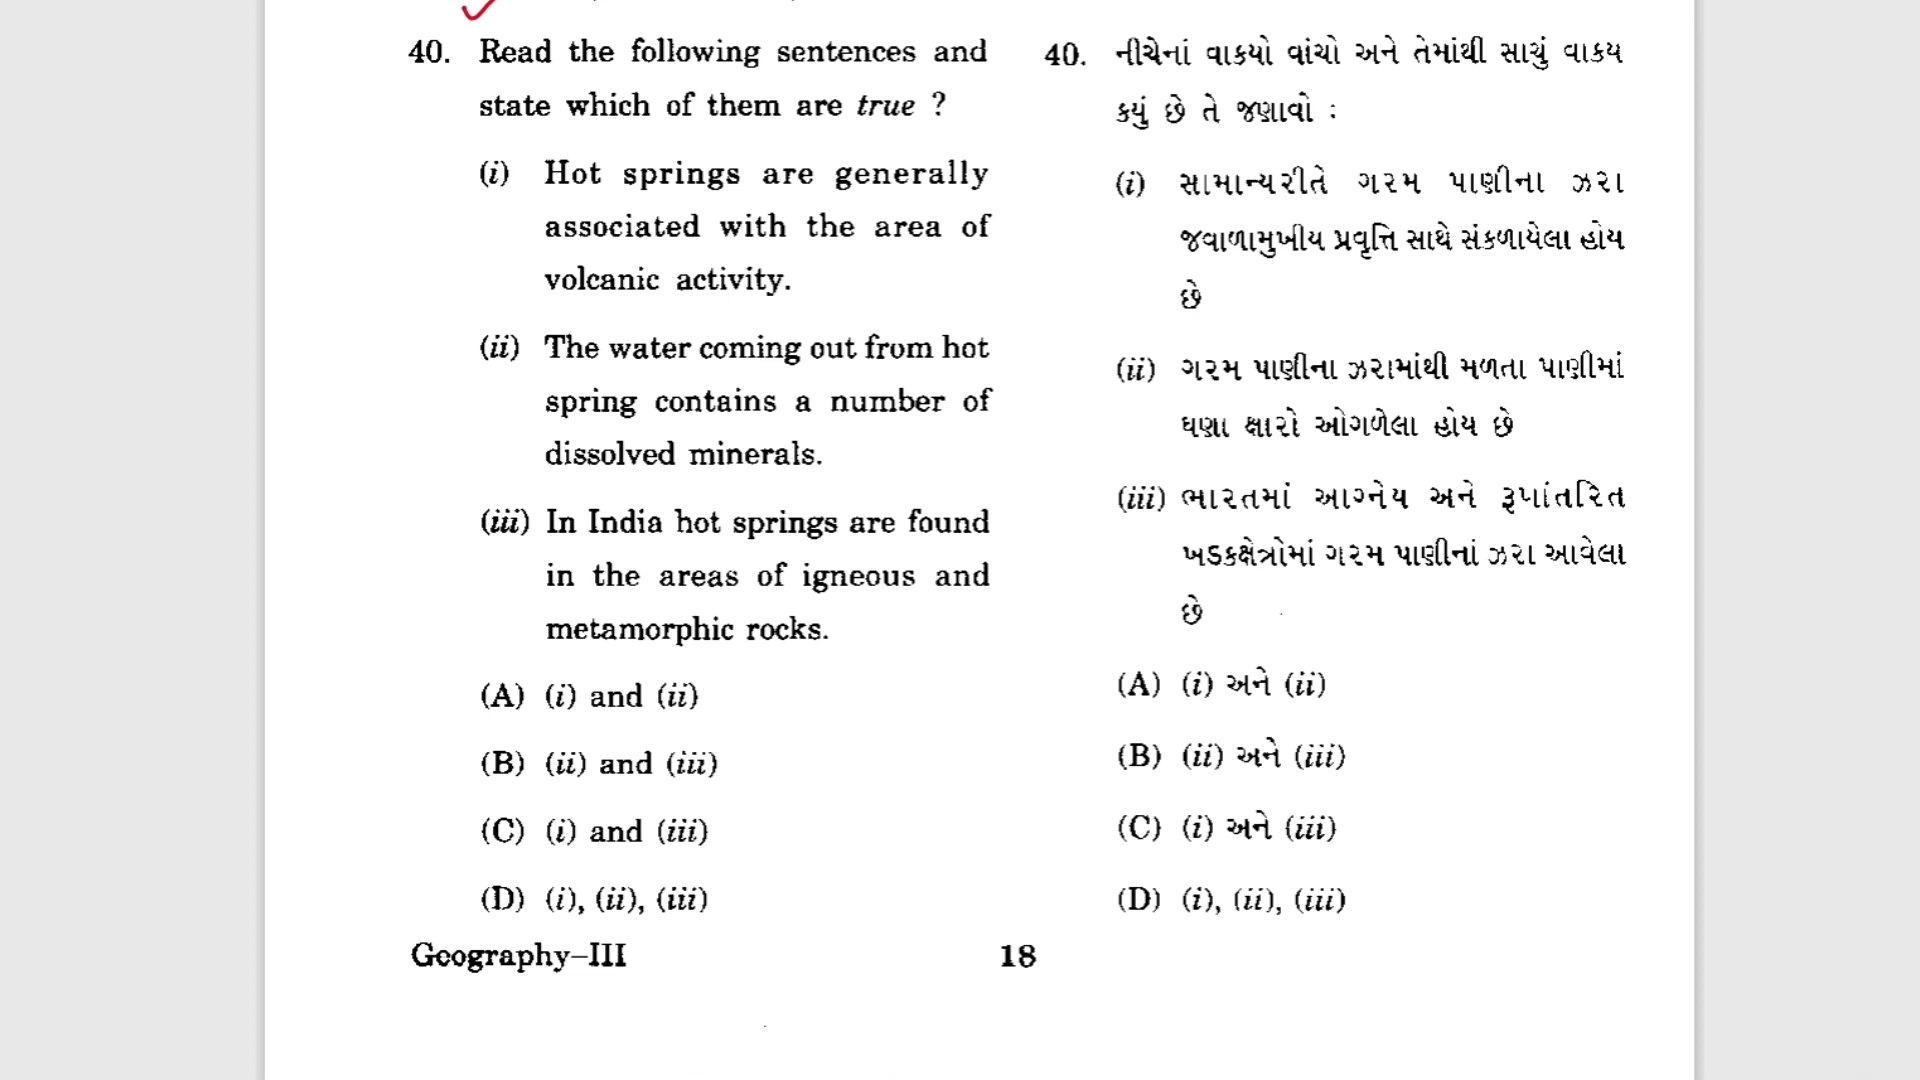 40. Read the following sentences and
state which of them are true ?
(i) Hot springs are generally
associated with the area of
volcanic activity.
(ii) The water coming out from hot
spring contains a number of
dissolved minerals.
(iii) In India hot springs are found
in the areas of igneous and
metamorphic rocks.
(A) (i) and (ii)
(B) (ii) and (iii)
(C) (i) and (iii)
(D) (i), (ii), (iii)
40. નીચેનાં વાકયો વાંચો અને તેમાંથી સાચું વાકય
કયું છે તે જણાવો :
(i) સામાન્યરીતે ગરમ પાણીના ઝરા
જવાળામુખીય પ્રવૃત્તિ સાથે સંકળાયેલા હોય
છે
(ii) ગરમ પાણીના ઝરામાંથી મળતા પાણીમાં
ઘણા ક્ષારો ઓગળેલા હોય છે
(iii) ભારતમાં આગ્નેય અને રૂપાંતરિત
ખડકક્ષેત્રોમાં ગરમ પાણીનાં ઝરા આવેલા
છે
(A) (i) અને (ii)
(B) (ii) અને (iii)
(C) (i) અને (iii)
(D) (i), (ii), (iii)
Geography–III 18